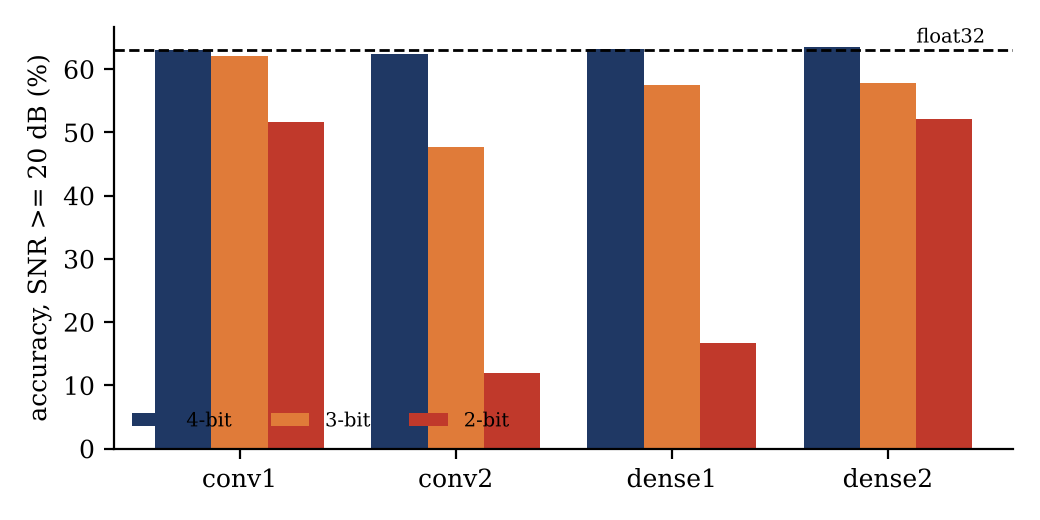 float32
accuracy, SNR >= 20 dB (%)
60
50
40
30
20
10
0
4-bit 3-bit 2-bit
conv1 conv2 dense1 dense2